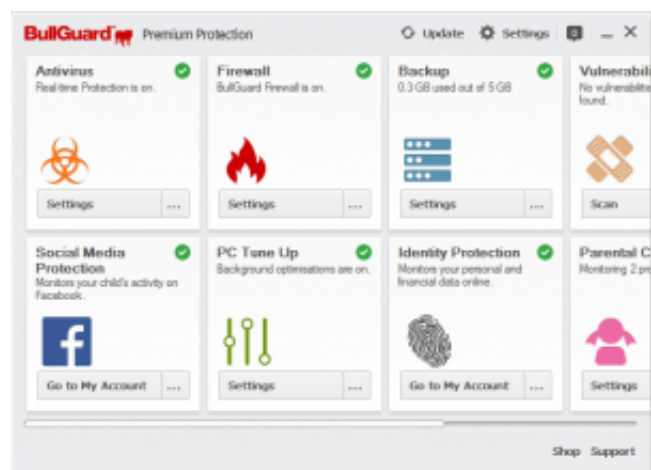 BullGuard Premium Protection
Update Settings
Antivirus
Real-time Protection is on.
Settings ...
Firewall
BullGuard Firewall is on.
Settings ...
Backup
0.3 GB used out of 5 GB
Settings ...
Vulnerabili
No vulnerabilitie
found.
Scan
Social Media
Protection
Monitors your child's activity on
Facebook.
f
Go to My Account ...
PC Tune Up
Background optimisations are on.
Settings ...
Identity Protection
Monitors your personal and
financial data online.
Go to My Account ...
Parental C
Monitoring 2 pr
Settings
Shop Support